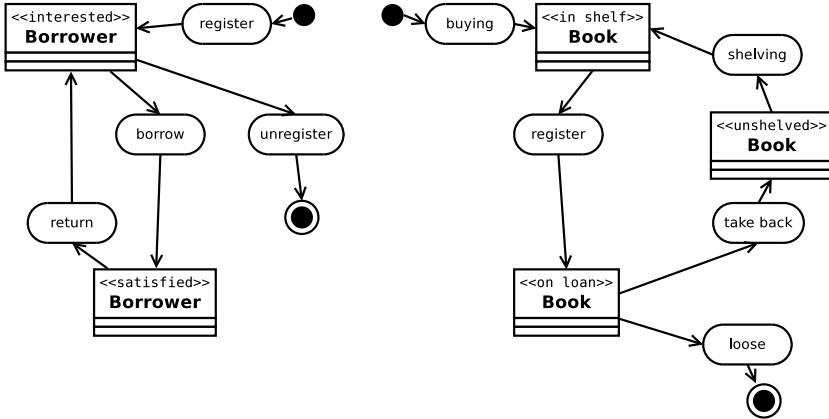 <<interested>>
Borrower
register
borrow
unregister
return
<<satisfied>>
Borrower
buying
<<in shelf>>
Book
shelving
register
<<unshelved>>
Book
take back
<<on loan>>
Book
loose